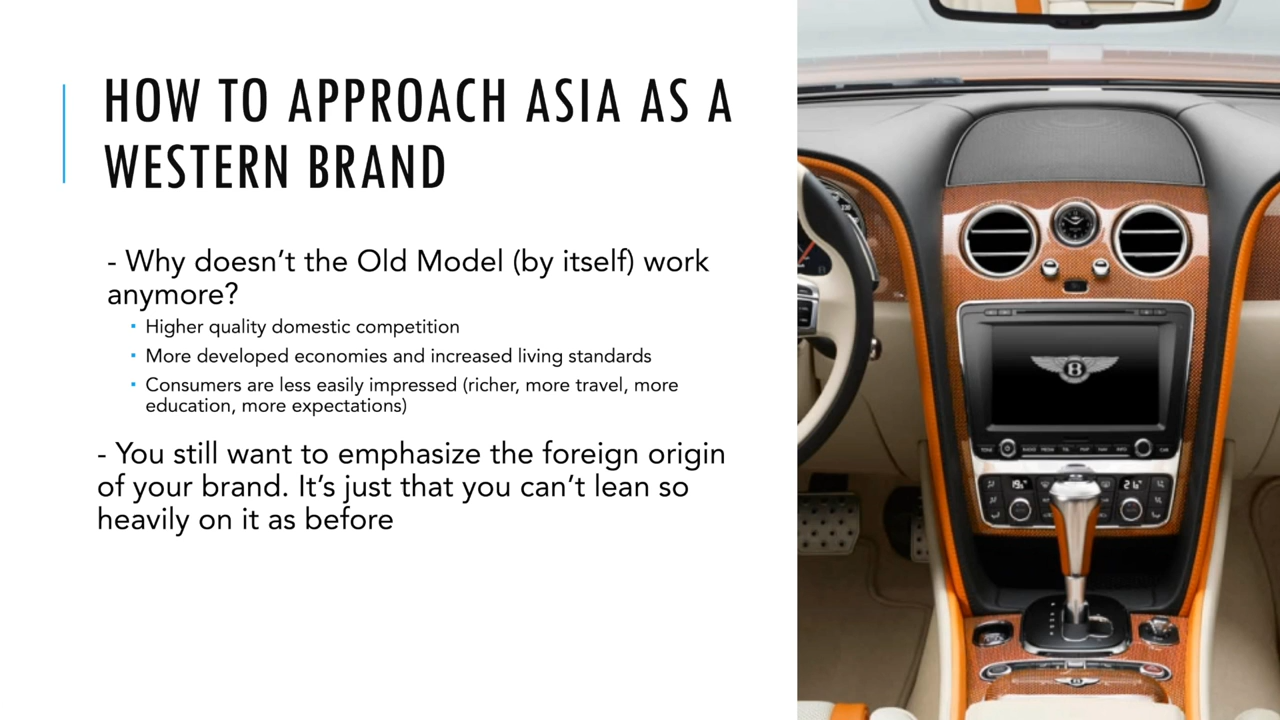 HOW TO APPROACH ASIA AS A
WESTERN BRAND
- Why doesn’t the Old Model (by itself) work
anymore?
▪ Higher quality domestic competition
▪ More developed economies and increased living standards
▪ Consumers are less easily impressed (richer, more travel, more
education, more expectations)
- You still want to emphasize the foreign origin
of your brand. It’s just that you can’t lean so
heavily on it as before
B